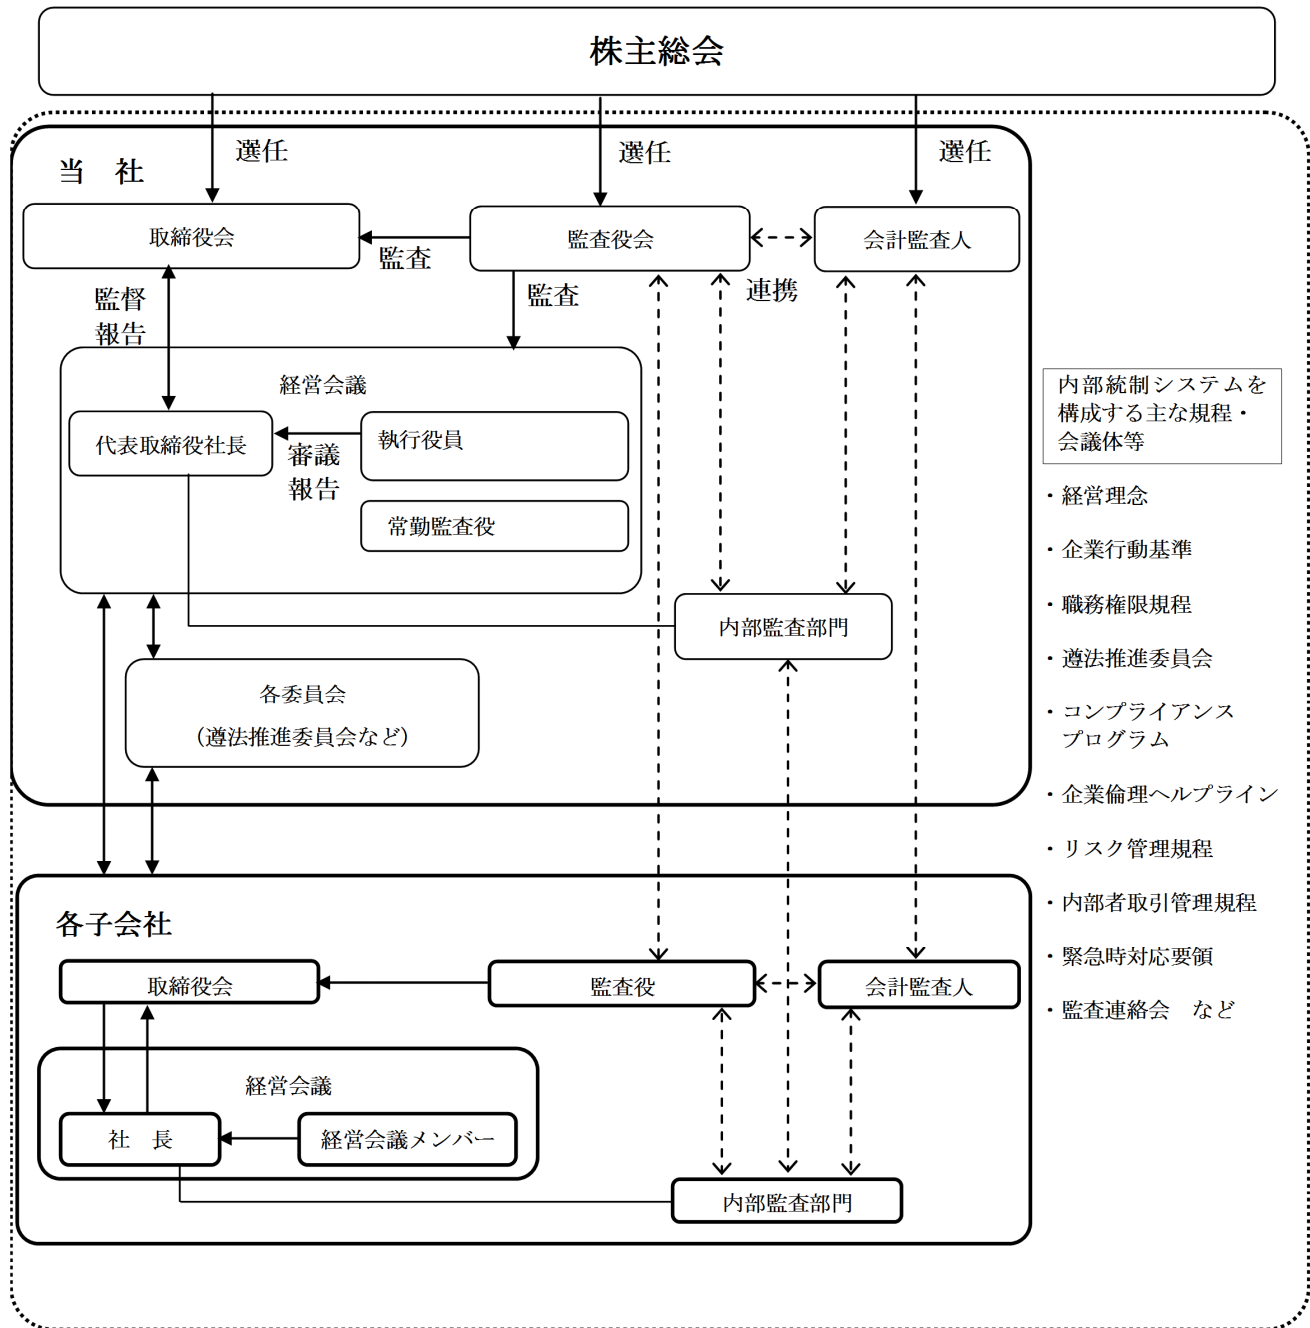 株主総会
選任
選任
選任
当　社
取締役会
監査役会
会計監査人
監査
監督
報告
監査
連携
経営会議
代表取締役社長
執行役員
審議
報告
常勤監査役
内部監査部門
各委員会
（遵法推進委員会など）
内部統制システムを
構成する主な規程・
会議体等
・経営理念
・企業行動基準
・職務権限規程
・遵法推進委員会
・コンプライアンス
プログラム
・企業倫理ヘルプライン
・リスク管理規程
・内部者取引管理規程
・緊急時対応要領
・監査連絡会　など
各子会社
取締役会
監査役
会計監査人
経営会議
社　長
経営会議メンバー
内部監査部門